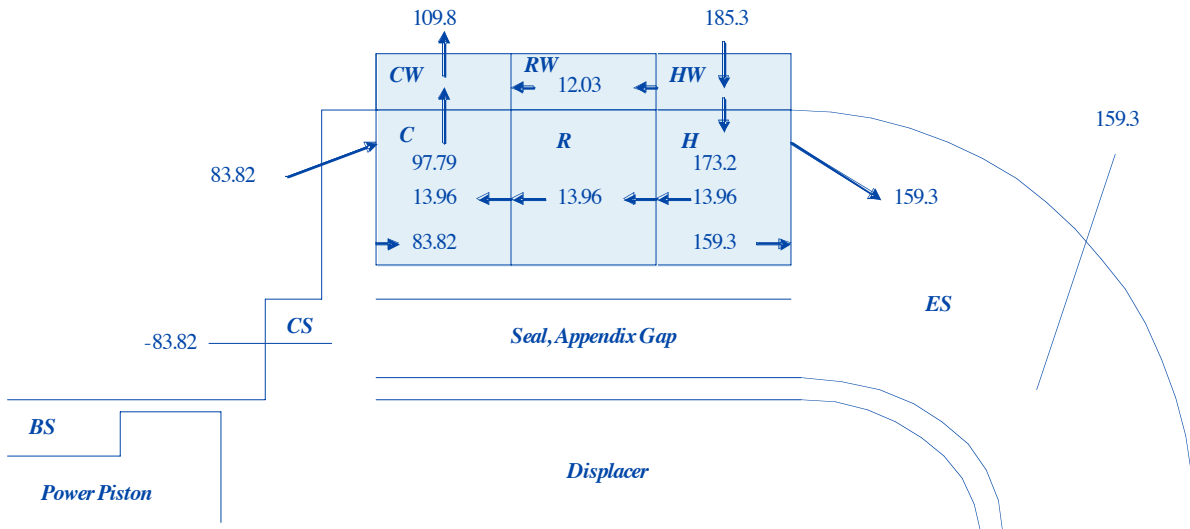 109.8 185.3
CW RW HW
12.03
159.3
C R H
97.79 173.2
83.82
13.96 13.96 13.96
159.3
83.82 159.3
ES
CS
Seal, Appendix Gap
-83.82
BS
Displacer
Power Piston